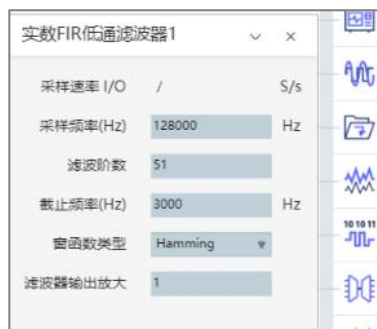 实数FIR低通滤波器1
采样速率 I/O / S/s
采样频率(Hz) 128000 Hz
滤波阶数 51
截止频率(Hz) 3000 Hz
窗函数类型 Hamming
滤波器输出放大 1
10 10 11